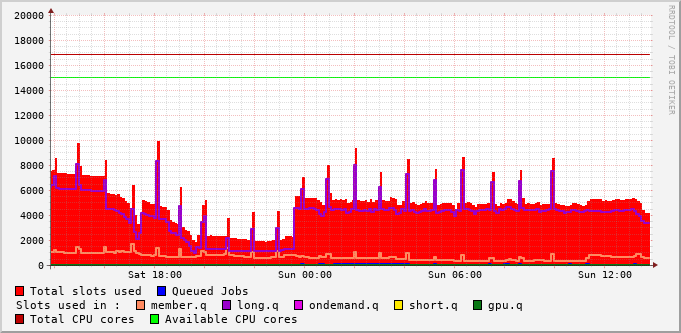 20000
RRDTOOL / TOBI OETIKER
18000
16000
14000
12000
10000
8000
6000
4000
2000
0
Sat 18:00 Sun 00:00 Sun 06:00 Sun 12:00
Total slots used Queued Jobs
Slots used in : member.q long.q ondemand.q short.q gpu.q
Total CPU cores Available CPU cores